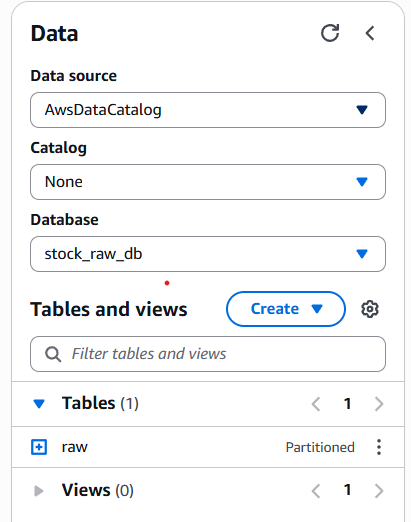 Data
Data source
AwsDataCatalog
Catalog
None
Database
stock_raw_db
Tables and views
Create
Filter tables and views
Tables (1) 1
raw Partitioned
Views (0) 1